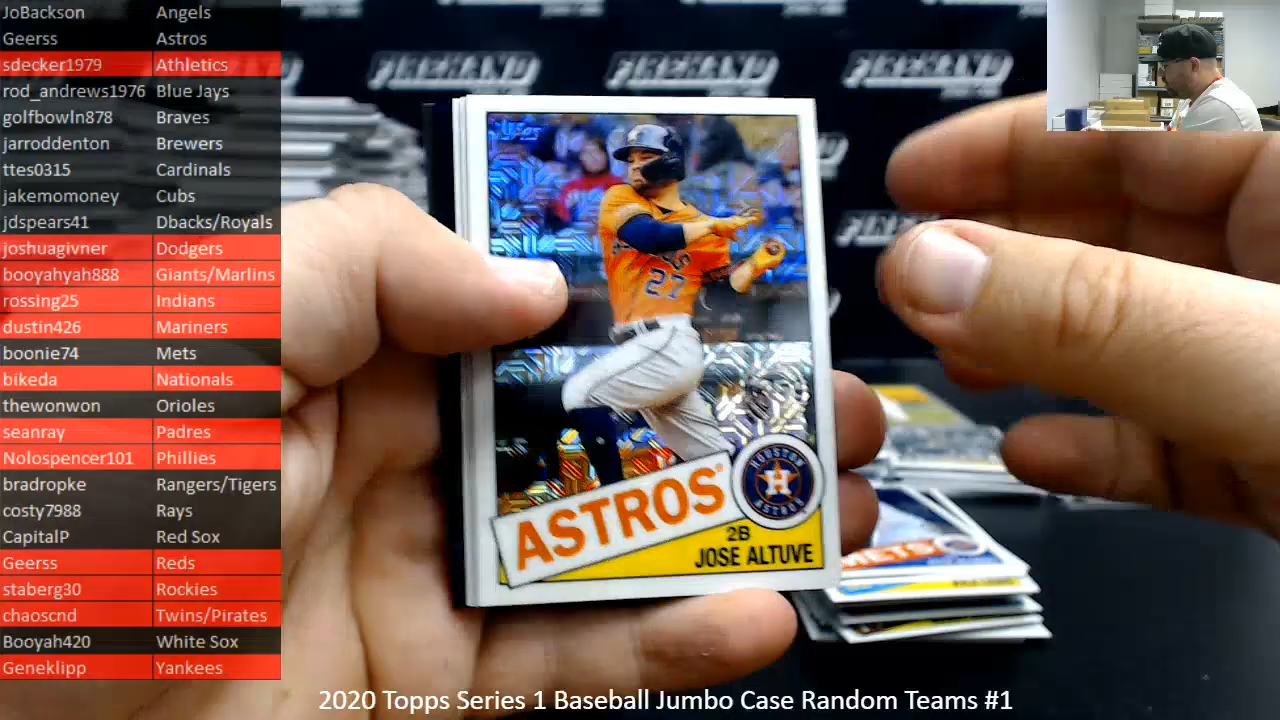 JoBackson Angels
Geerss Astros
sdecker1979 Athletics
rod_andrews1976 Blue Jays
golfbowln878 Braves
jarroddenton Brewers
ttes0315 Cardinals
jakemomoney Cubs
jdspears41 Dbacks/Royals
joshuagivner Dodgers
booyahyah888 Giants/Marlins
rossing25 Indians
dustin426 Mariners
boonie74 Mets
bikeda Nationals
thewonwon Orioles
seanray Padres
Nolospencer101 Phillies
bradropke Rangers/Tigers
costy7988 Rays
CapitalP Red Sox
Geerss Reds
staberg30 Rockies
chaoscnd Twins/Pirates
Booyah420 White Sox
Geneklipp Yankees
FIREHAND FIREHAND FIREHAND
Topps
27
HOUSTON
H
ASTROS
ASTROS
2B
JOSE ALTUVE
METS
2020 Topps Series 1 Baseball Jumbo Case Random Teams #1